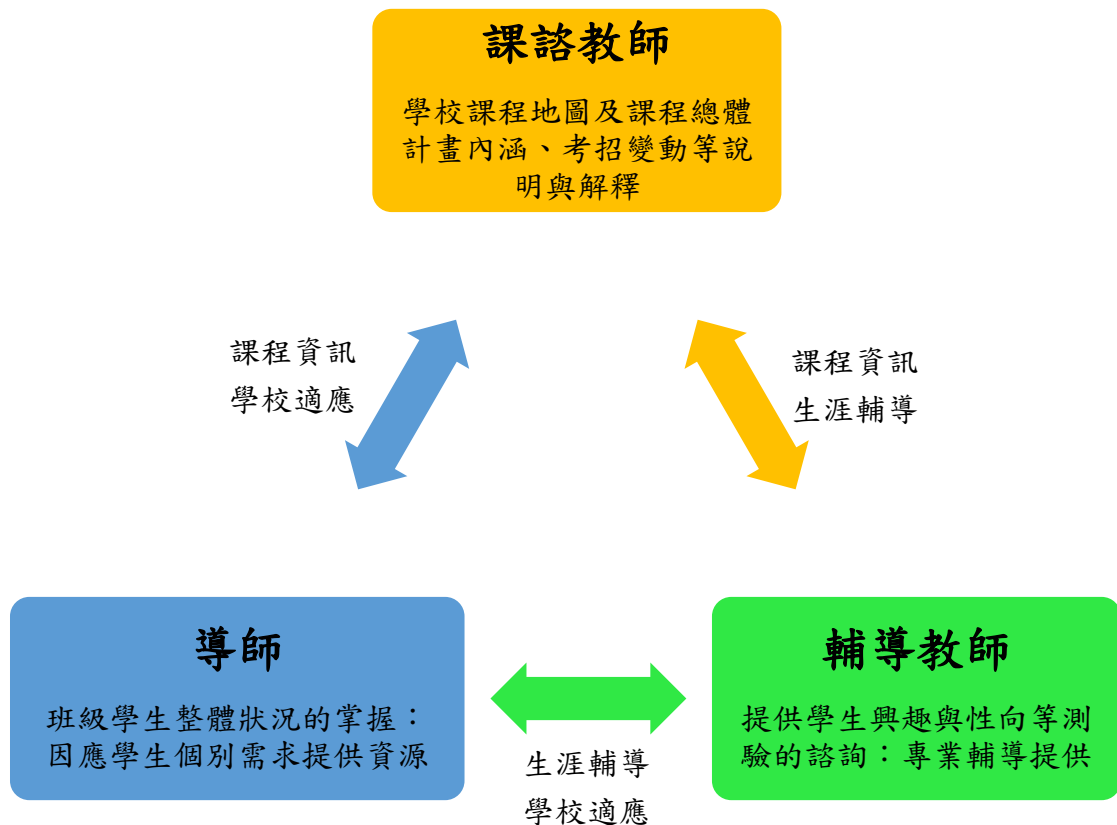 課諮教師
學校課程地圖及課程總體
計畫內涵、考招變動等說
明與解釋
課程資訊
學校適應
課程資訊
生涯輔導
導師
班級學生整體狀況的掌握：
因應學生個別需求提供資源
生涯輔導
學校適應
輔導教師
提供學生興趣與性向等測
驗的諮詢：專業輔導提供